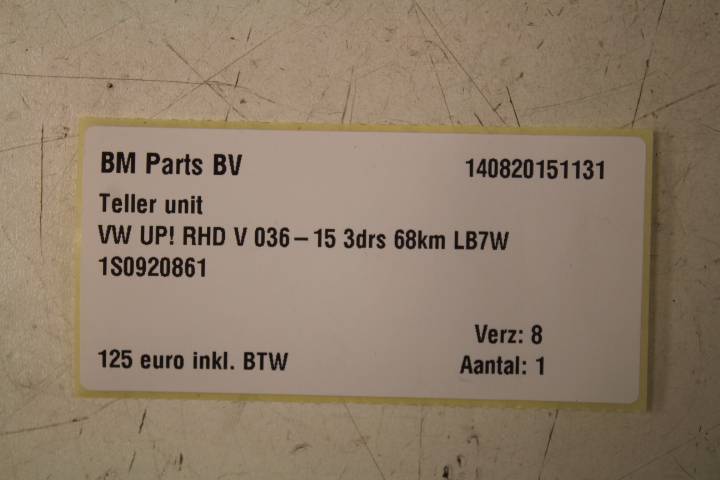 BM Parts BV 140820151131
Teller unit
VW UP! RHD V 036 – 15 3drs 68km LB7W
1S0920861
Verz: 8
125 euro inkl. BTW Aantal: 1